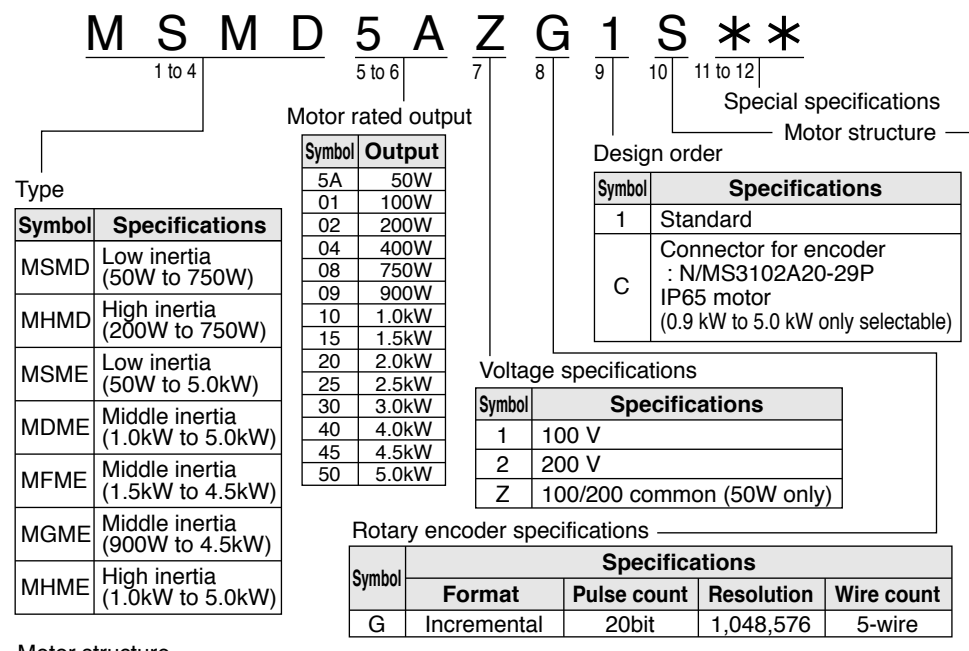 M S M D 5 A Z G 1 S * *
1 to 4 5 to 6 7 8 9 10 11 to 12
Special specifications
Motor structure
Design order
Symbol Specifications
1 Standard
C Connector for encoder
: N/MS3102A20-29P
IP65 motor
(0.9 kW to 5.0 kW only selectable)
Motor rated output
Symbol Output
5A 50W
01 100W
02 200W
04 400W
08 750W
09 900W
10 1.0kW
15 1.5kW
20 2.0kW
25 2.5kW
30 3.0kW
40 4.0kW
45 4.5kW
50 5.0kW
Type
Symbol Specifications
MSMD Low inertia
(50W to 750W)
MHMD High inertia
(200W to 750W)
MSME Low inertia
(50W to 5.0kW)
MDME Middle inertia
(1.0kW to 5.0kW)
MFME Middle inertia
(1.5kW to 4.5kW)
MGME Middle inertia
(900W to 4.5kW)
MHME High inertia
(1.0kW to 5.0kW)
Voltage specifications
Symbol Specifications
1 100 V
2 200 V
Z 100/200 common (50W only)
Rotary encoder specifications
Symbol Specifications
Format Pulse count Resolution Wire count
G Incremental 20bit 1,048,576 5-wire
Motor structure